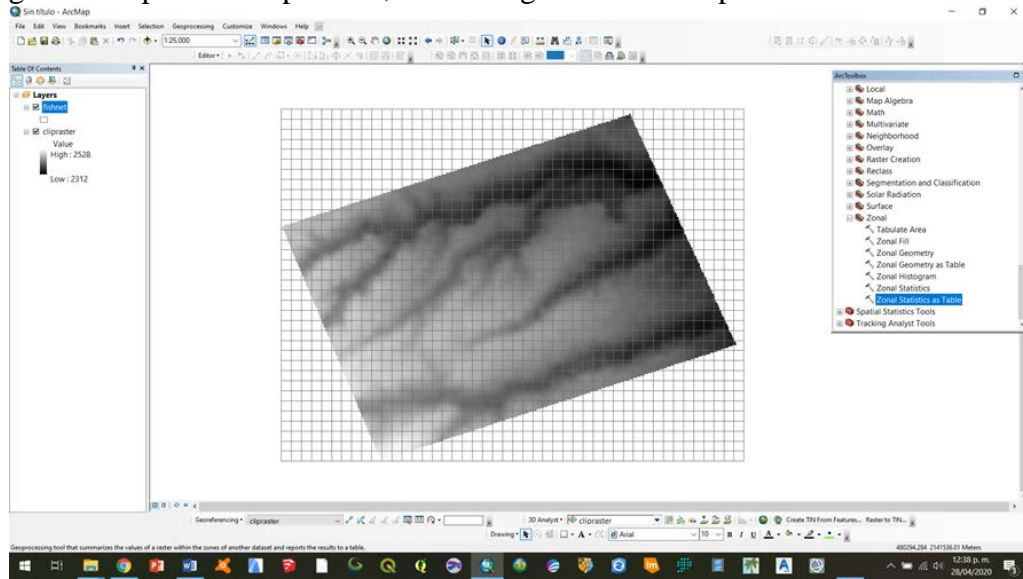 Sin título - ArcMap
File Edit View Bookmarks Insert Selection Geoprocessing Customize Windows Help
1:25,000
Editor
Table Of Contents
Layers
fishnet
clipraster
Value
High : 2528
Low : 2312
ArcToolbox
Local
Map Algebra
Math
Multivariate
Neighborhood
Overlay
Raster Creation
Reclass
Segmentation and Classification
Solar Radiation
Surface
Zonal
Tabulate Area
Zonal Fill
Zonal Geometry
Zonal Geometry as Table
Zonal Histogram
Zonal Statistics
Zonal Statistics as Table
Spatial Statistics Tools
Tracking Analyst Tools
Georeferencing clipraster 3D Analyst clipraster Create TIN From Features... Raster to TIN...
Drawing A Arial 10 B I U A
Geoprocessing tool that summarizes the values of a raster within the zones of another dataset and reports the results to a table. 480294.284 2141536.01 Meters
12:38 p. m.
28/04/2020